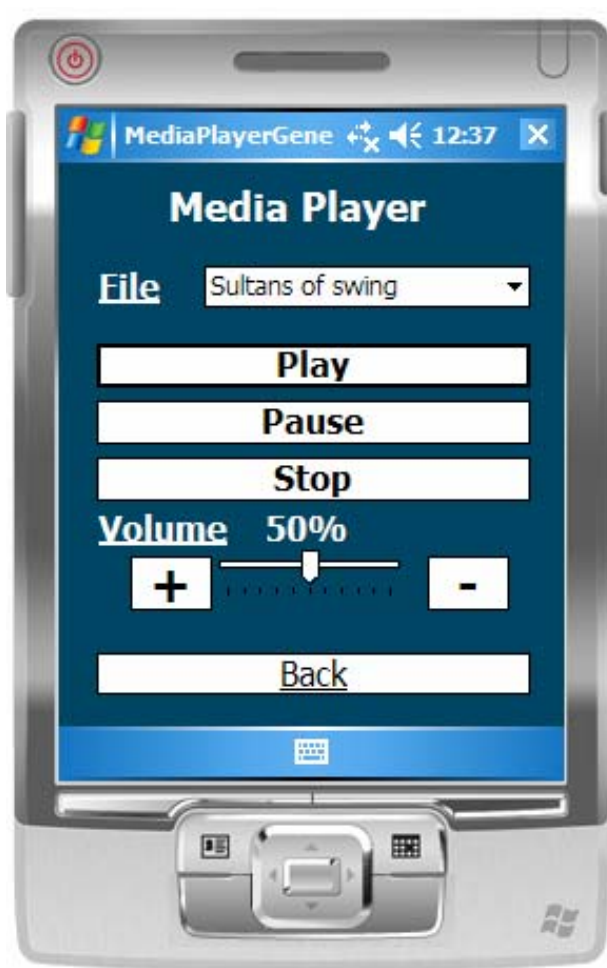 MediaPlayerGene 12:37
Media Player
File Sultans of swing
Play
Pause
Stop
Volume 50%
+ -
Back